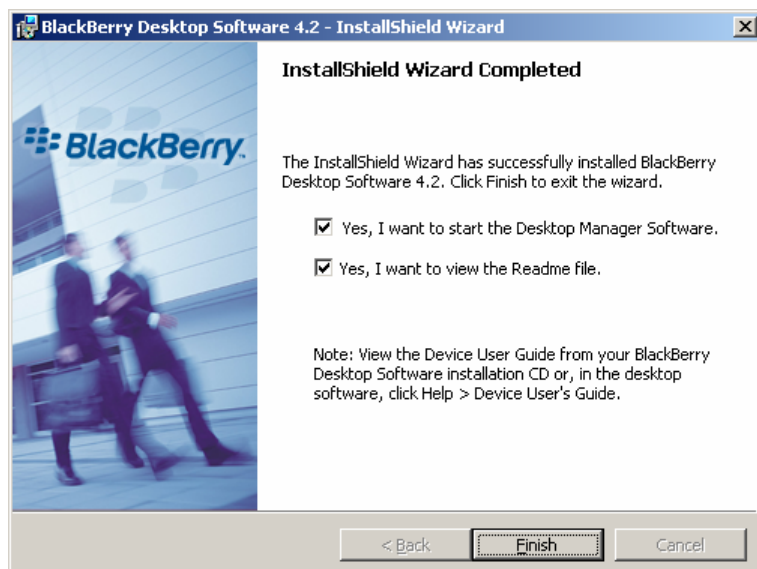 BlackBerry Desktop Software 4.2 - InstallShield Wizard
InstallShield Wizard Completed
BlackBerry.
The InstallShield Wizard has successfully installed BlackBerry
Desktop Software 4.2. Click Finish to exit the wizard.
Yes, I want to start the Desktop Manager Software.
Yes, I want to view the Readme file.
Note: View the Device User Guide from your BlackBerry
Desktop Software installation CD or, in the desktop
software, click Help > Device User's Guide.
< Back
Finish
Cancel